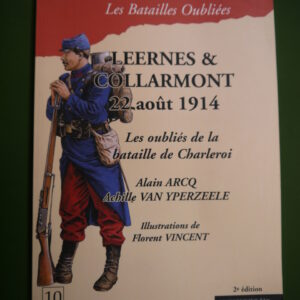 Les Batailles Oubliées
LEERNES &
COLLARMONT
22 août 1914
Les oubliés de la
bataille de Charleroi
Alain ARCQ
Achille VAN YPERZEELE
Illustrations de
Florent VINCENT
10
2e édition